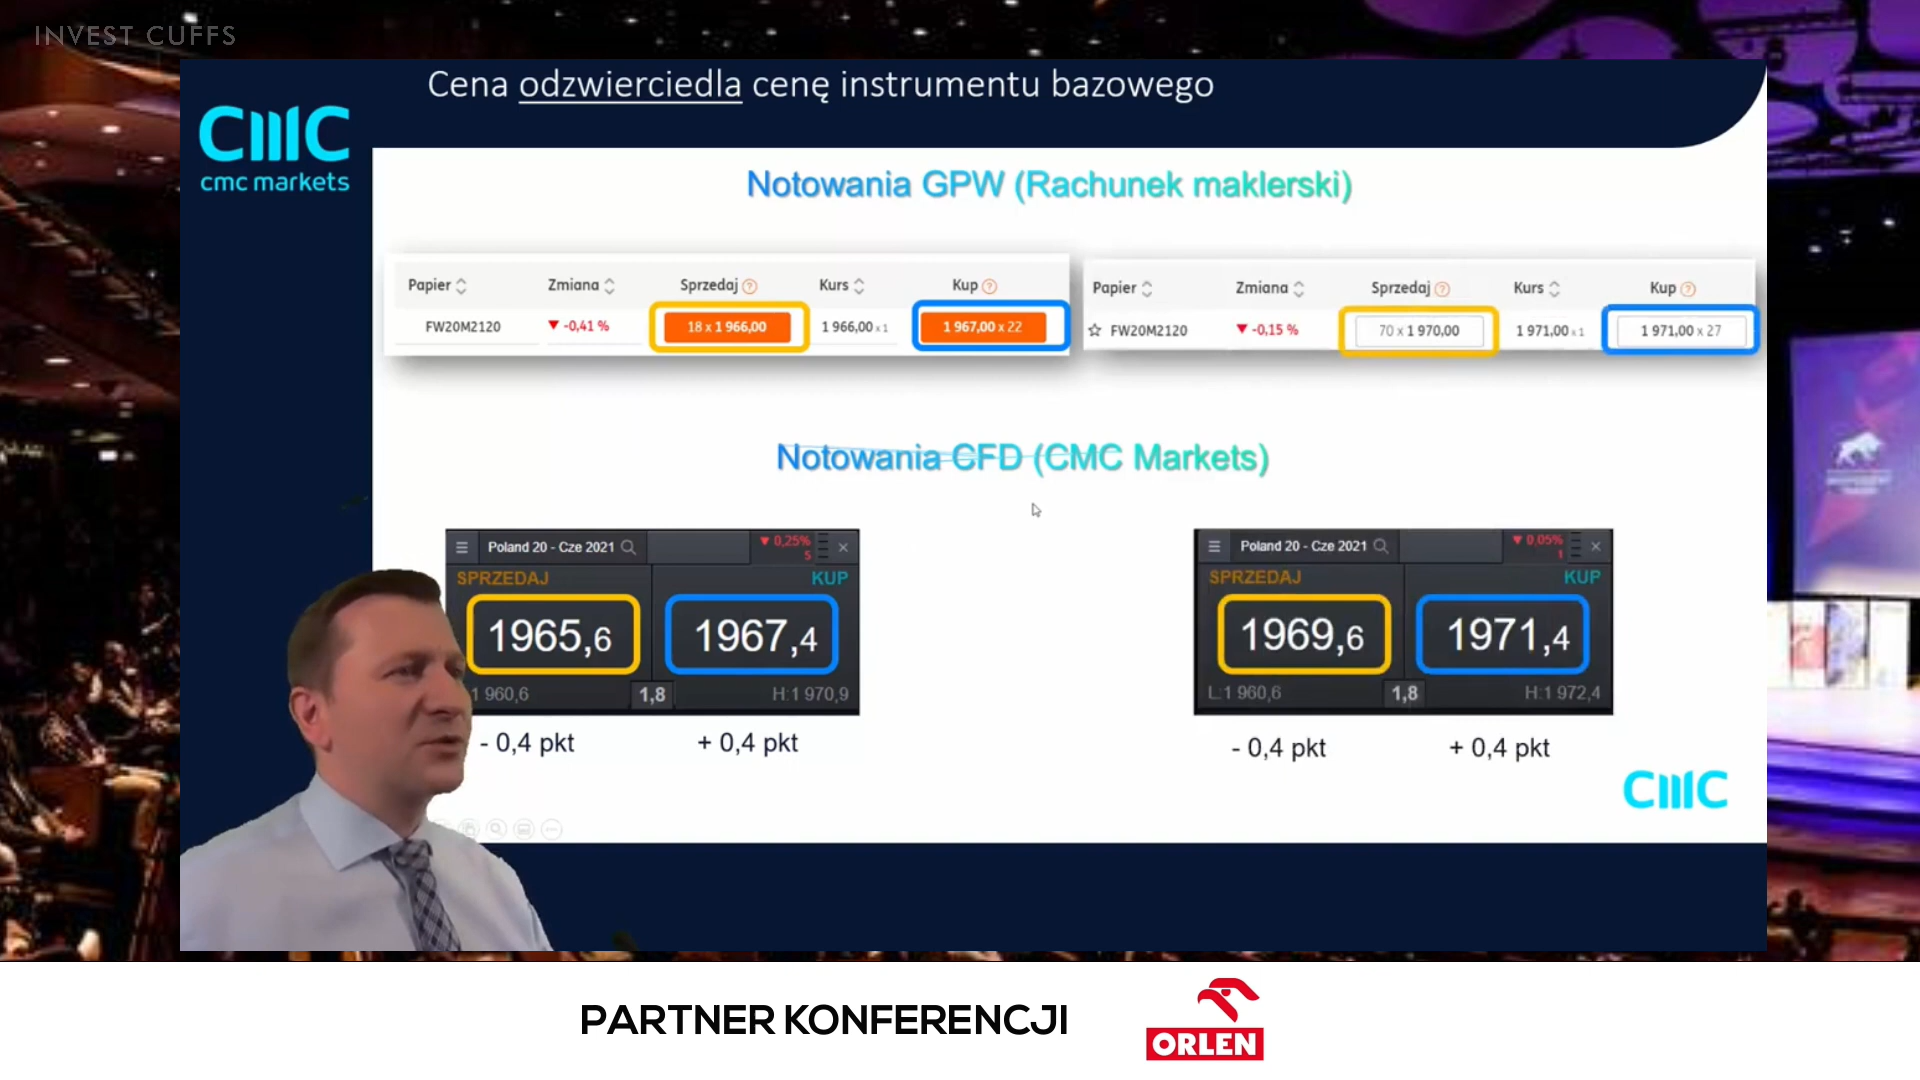 INVEST CUFFS
Cena odzwierciedla cenę instrumentu bazowego
CMC
cmc markets
Notowania GPW (Rachunek maklerski)
Papier Zmiana Sprzedaj ? Kurs Kup ?
FW20M2120 ▼ -0,41 % 18 x 1 966,00 1 966,00 x 1 1 967,00 x 22
Papier Zmiana Sprzedaj ? Kurs Kup ?
FW20M2120 ▼ -0,15 % 70 x 1 970,00 1 971,00 x 1 1 971,00 x 27
Notowania CFD (CMC Markets)
Poland 20 - Cze 2021 ▼ 0,25%
5
SPRZEDAJ KUP
1965,6 1967,4
1 960,6 1,8 H:1 970,9
- 0,4 pkt + 0,4 pkt
Poland 20 - Cze 2021 ▼ 0,05%
1
SPRZEDAJ KUP
1969,6 1971,4
L:1 960,6 1,8 H:1 972,4
- 0,4 pkt + 0,4 pkt
CMC
PARTNER KONFERENCJI
ORLEN